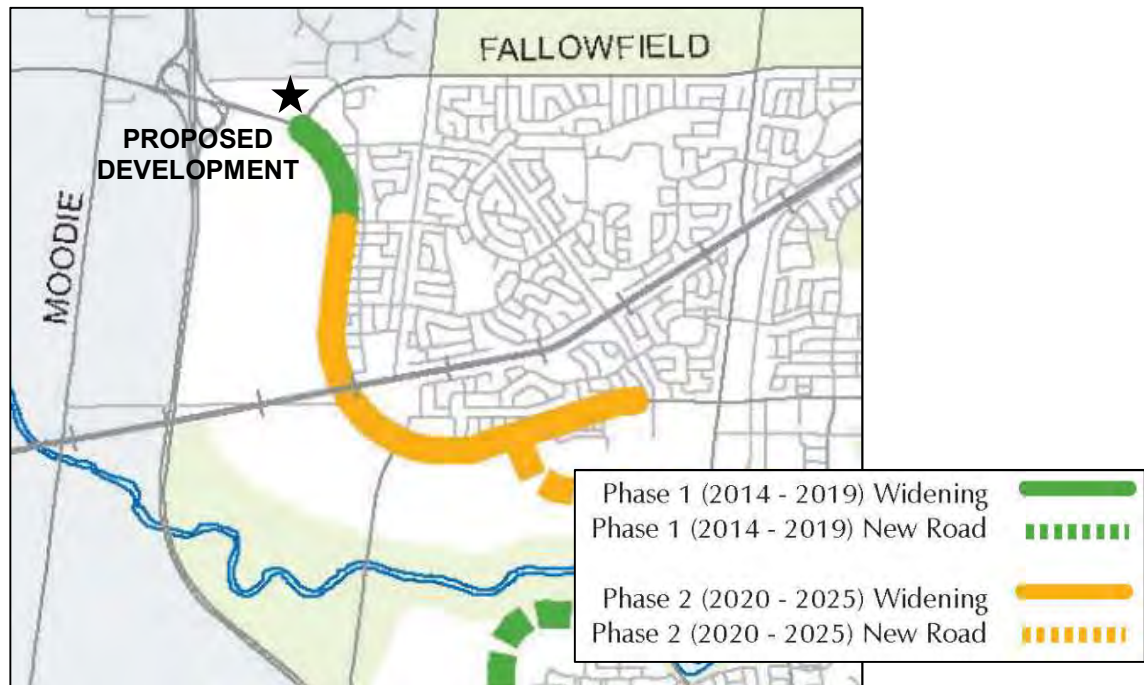 FALLOWFIELD
PROPOSED
DEVELOPMENT
MOODIE
Phase 1 (2014 - 2019) Widening
Phase 1 (2014 - 2019) New Road
Phase 2 (2020 - 2025) Widening
Phase 2 (2020 - 2025) New Road